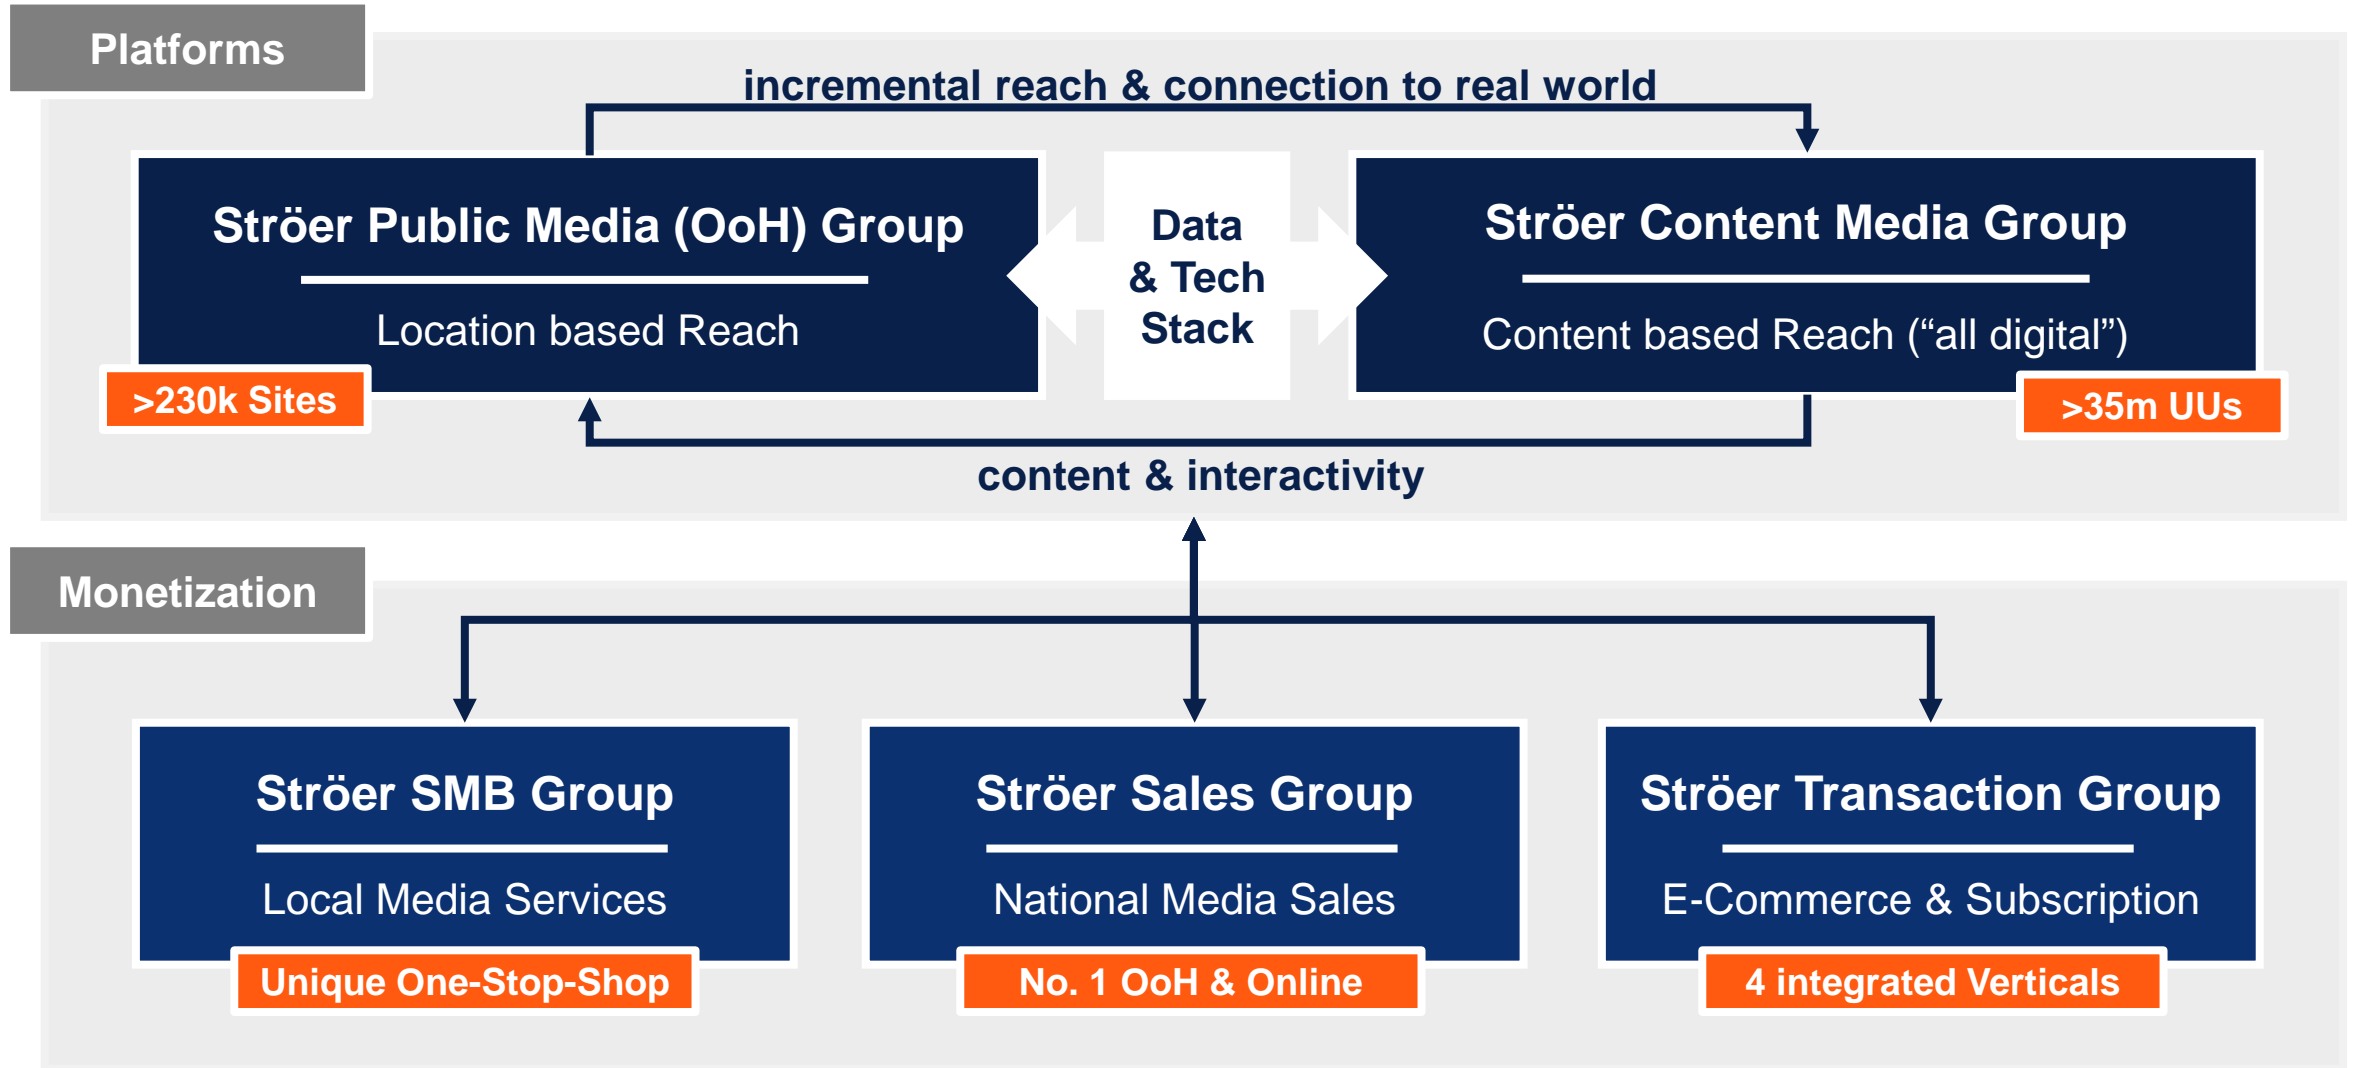 Platforms
incremental reach & connection to real world
Ströer Public Media (OoH) Group
Location based Reach
>230k Sites
Data
& Tech
Stack
Ströer Content Media Group
Content based Reach (“all digital”)
>35m UUs
content & interactivity
Monetization
Ströer SMB Group
Local Media Services
Unique One-Stop-Shop
Ströer Sales Group
National Media Sales
No. 1 OoH & Online
Ströer Transaction Group
E-Commerce & Subscription
4 integrated Verticals